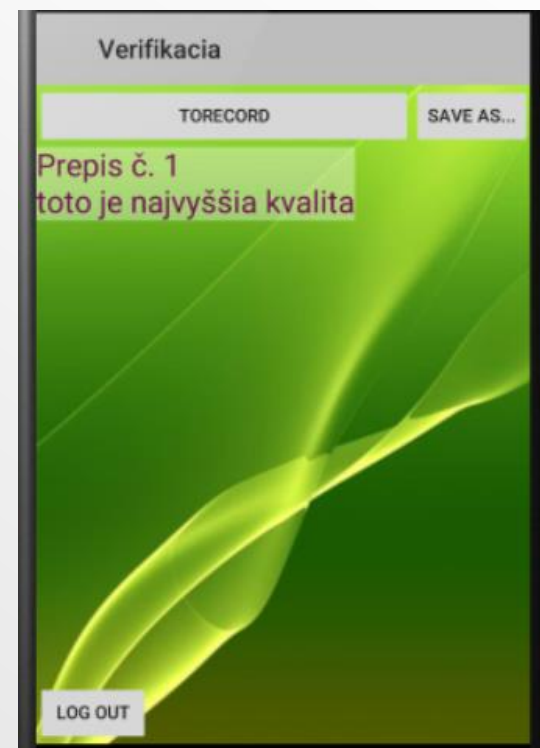 Verifikacia
TORECORD
SAVE AS...
Prepis č. 1
toto je najvyššia kvalita
LOG OUT